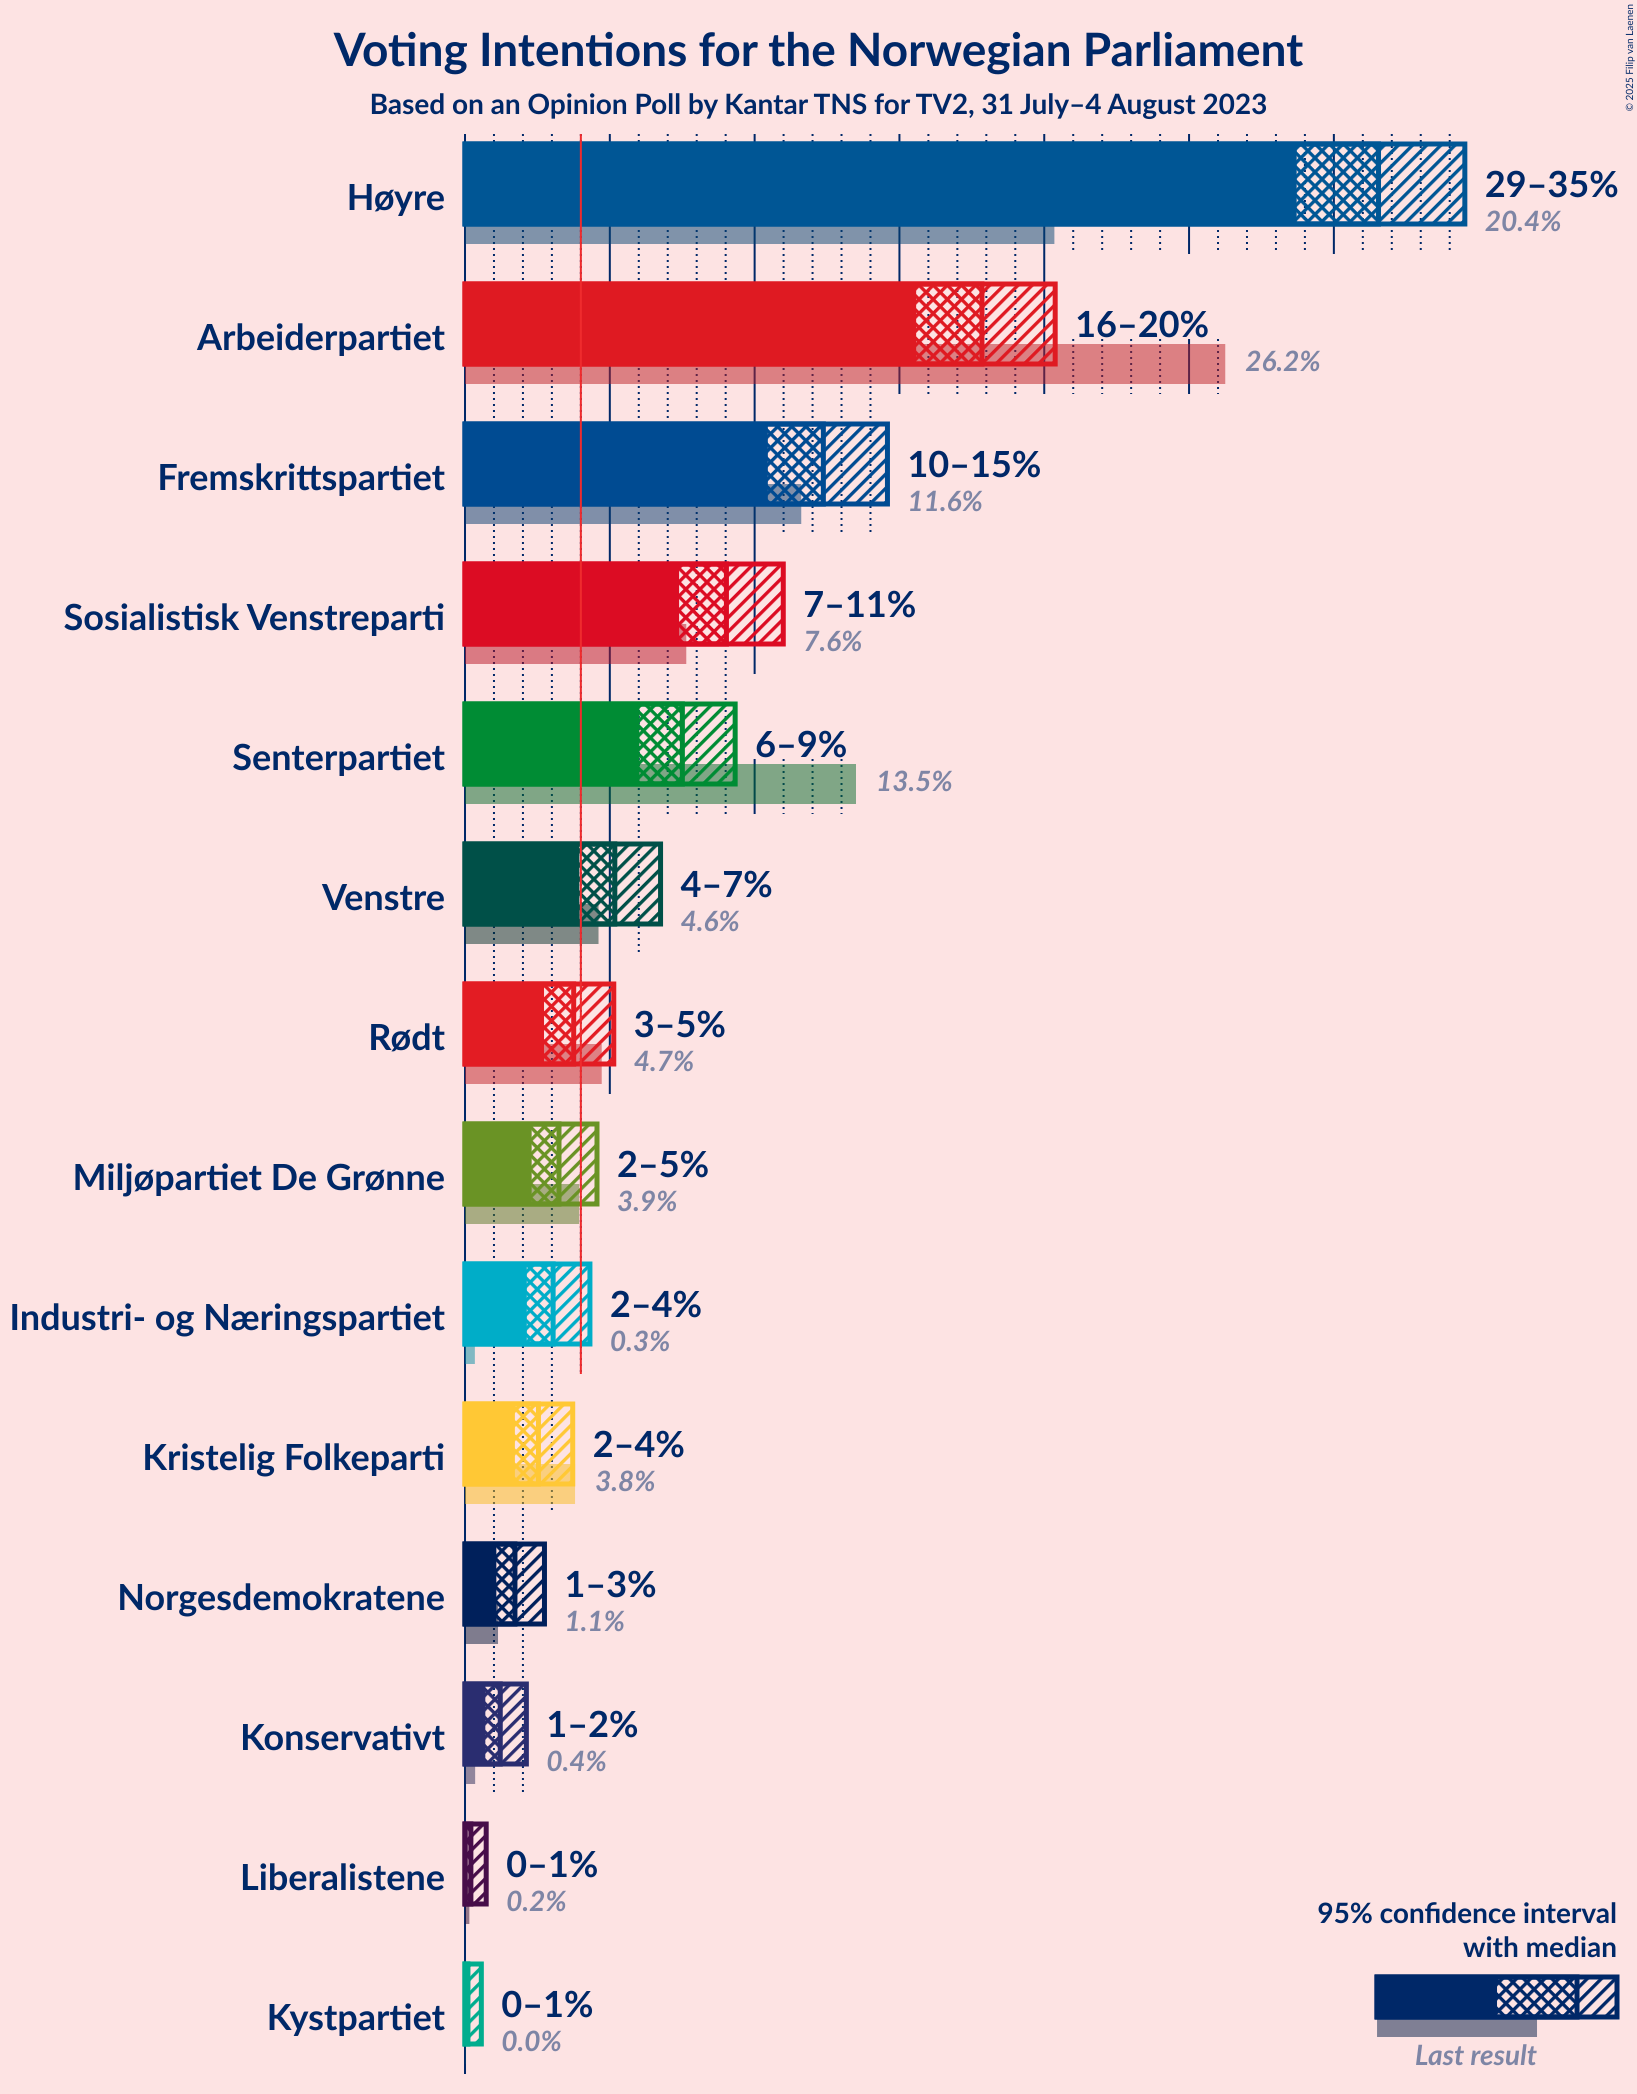 Voting Intentions for the Norwegian Parliament
Based on an Opinion Poll by Kantar TNS for TV2, 31 July–4 August 2023
© 2025 Filip van Laenen
Høyre
29–35%
20.4%
Arbeiderpartiet
16–20%
26.2%
Fremskrittspartiet
10–15%
11.6%
Sosialistisk Venstreparti
7–11%
7.6%
Senterpartiet
6–9%
13.5%
Venstre
4–7%
4.6%
Rødt
3–5%
4.7%
Miljøpartiet De Grønne
2–5%
3.9%
Industri- og Næringspartiet
2–4%
0.3%
Kristelig Folkeparti
2–4%
3.8%
Norgesdemokratene
1–3%
1.1%
Konservativt
1–2%
0.4%
Liberalistene
0–1%
0.2%
Kystpartiet
0–1%
0.0%
95% confidence interval
with median
Last result